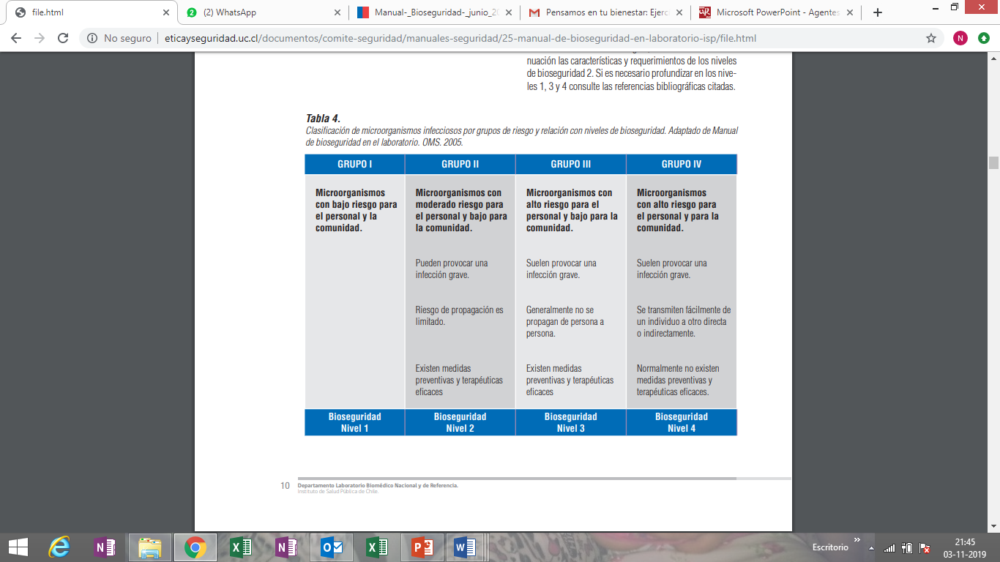 file.html
(2) WhatsApp
Manual-_Bioseguridad-_junio_20
Pensamos en tu bienestar: Ejerc
Microsoft PowerPoint - Agentes
No seguro
eticayseguridad.uc.cl/documentos/comite-seguridad/manuales-seguridad/25-manual-de-bioseguridad-en-laboratorio-isp/file.html
N
nuación las características y requerimientos de los niveles
de bioseguridad 2. Si es necesario profundizar en los nive-
les 1, 3 y 4 consulte las referencias bibliográficas citadas.
Tabla 4.
Clasificación de microorganismos infecciosos por grupos de riesgo y relación con niveles de bioseguridad. Adaptado de Manual
de bioseguridad en el laboratorio. OMS. 2005.
GRUPO I
GRUPO II
GRUPO III
GRUPO IV
Microorganismos
con bajo riesgo para
el personal y la
comunidad.
Microorganismos con
moderado riesgo para
el personal y bajo para
la comunidad.
Microorganismos con
alto riesgo para el
personal y bajo para la
comunidad.
Microorganismos
con alto riesgo para
el personal y para la
comunidad.
Pueden provocar una
infección grave.
Suelen provocar una
infección grave.
Suelen provocar una
infección grave.
Riesgo de propagación es
limitado.
Generalmente no se
propagan de persona a
persona.
Se transmiten fácilmente de
un individuo a otro directa
o indirectamente.
Existen medidas
preventivas y terapéuticas
eficaces
Existen medidas
preventivas y terapéuticas
eficaces
Normalmente no existen
medidas preventivas y
terapéuticas eficaces.
Bioseguridad
Nivel 1
Bioseguridad
Nivel 2
Bioseguridad
Nivel 3
Bioseguridad
Nivel 4
10
Departamento Laboratorio Biomédico Nacional y de Referencia.
Instituto de Salud Pública de Chile.
Escritorio
21:45
03-11-2019